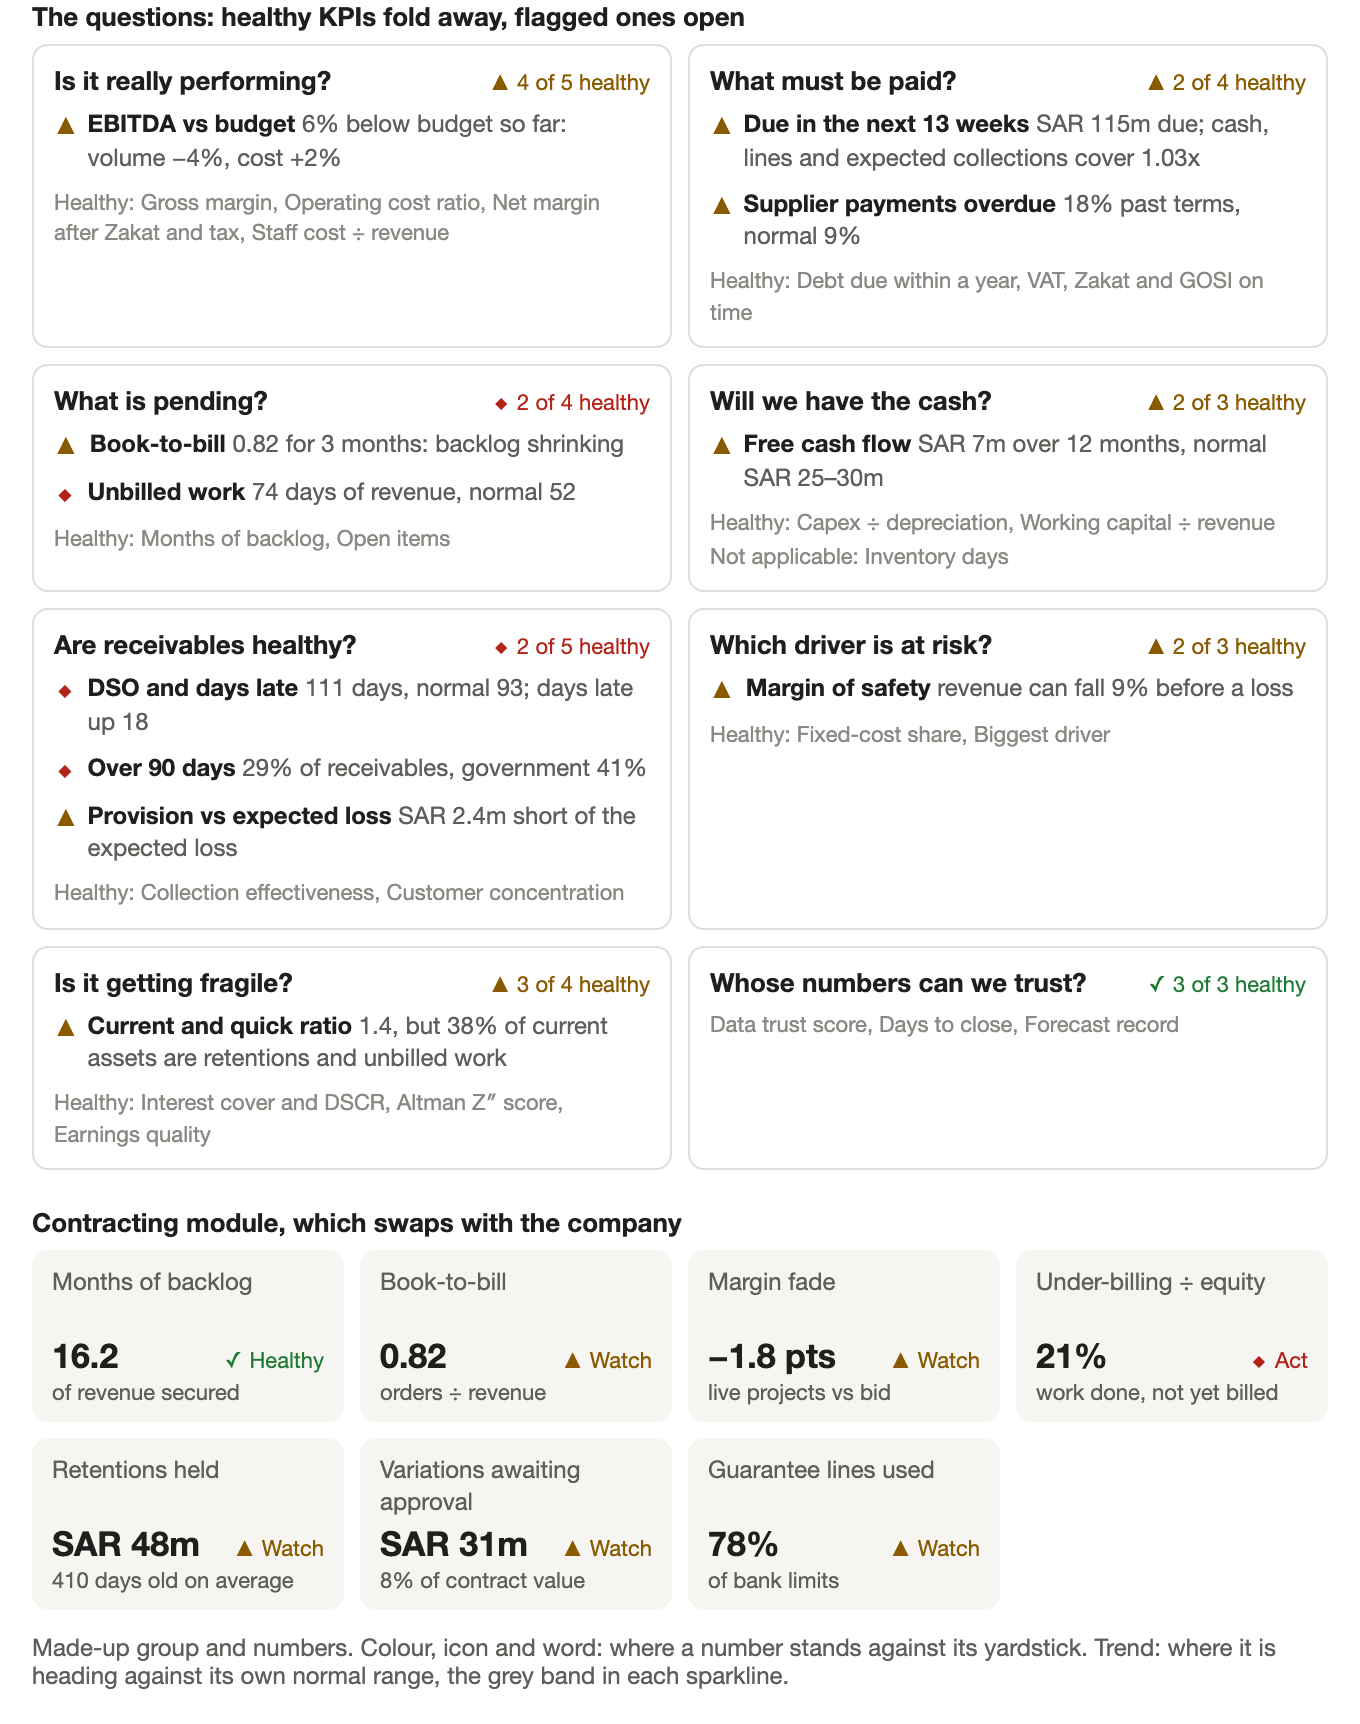 The questions: healthy KPIs fold away, flagged ones open
Is it really performing?
▲ 4 of 5 healthy
▲ EBITDA vs budget 6% below budget so far:
volume −4%, cost +2%
Healthy: Gross margin, Operating cost ratio, Net margin
after Zakat and tax, Staff cost ÷ revenue
What must be paid?
▲ 2 of 4 healthy
▲ Due in the next 13 weeks SAR 115m due; cash,
lines and expected collections cover 1.03x
▲ Supplier payments overdue 18% past terms,
normal 9%
Healthy: Debt due within a year, VAT, Zakat and GOSI on
time
What is pending?
◆ 2 of 4 healthy
▲ Book-to-bill 0.82 for 3 months: backlog shrinking
◆ Unbilled work 74 days of revenue, normal 52
Healthy: Months of backlog, Open items
Will we have the cash?
▲ 2 of 3 healthy
▲ Free cash flow SAR 7m over 12 months, normal
SAR 25–30m
Healthy: Capex ÷ depreciation, Working capital ÷ revenue
Not applicable: Inventory days
Are receivables healthy?
◆ 2 of 5 healthy
◆ DSO and days late 111 days, normal 93; days late
up 18
◆ Over 90 days 29% of receivables, government 41%
▲ Provision vs expected loss SAR 2.4m short of the
expected loss
Healthy: Collection effectiveness, Customer concentration
Which driver is at risk?
▲ 2 of 3 healthy
▲ Margin of safety revenue can fall 9% before a loss
Healthy: Fixed-cost share, Biggest driver
Is it getting fragile?
▲ 3 of 4 healthy
▲ Current and quick ratio 1.4, but 38% of current
assets are retentions and unbilled work
Healthy: Interest cover and DSCR, Altman Z″ score,
Earnings quality
Whose numbers can we trust?
✓ 3 of 3 healthy
Data trust score, Days to close, Forecast record
Contracting module, which swaps with the company
Months of backlog
16.2
✓ Healthy
of revenue secured
Book-to-bill
0.82
▲ Watch
orders ÷ revenue
Margin fade
−1.8 pts
▲ Watch
live projects vs bid
Under-billing ÷ equity
21%
◆ Act
work done, not yet billed
Retentions held
SAR 48m
▲ Watch
410 days old on average
Variations awaiting
approval
SAR 31m
▲ Watch
8% of contract value
Guarantee lines used
78%
▲ Watch
of bank limits
Made-up group and numbers. Colour, icon and word: where a number stands against its yardstick. Trend: where it is
heading against its own normal range, the grey band in each sparkline.